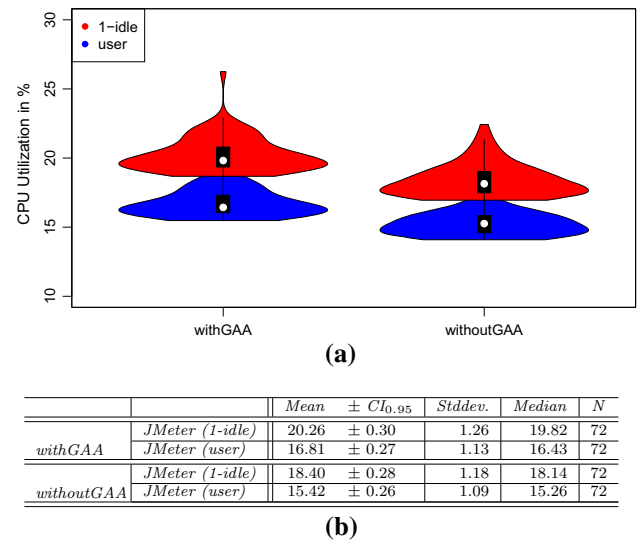 30
1−idle
user
25
20
15
10
CPU Utilization in %
withGAA withoutGAA
(a)
Mean ± CI0.95 Stddev. Median N
JMeter (1-idle) 20.26 ± 0.30 1.26 19.82 72
withGAA JMeter (user) 16.81 ± 0.27 1.13 16.43 72
JMeter (1-idle) 18.40 ± 0.28 1.18 18.14 72
withoutGAA JMeter (user) 15.42 ± 0.26 1.09 15.26 72
(b)